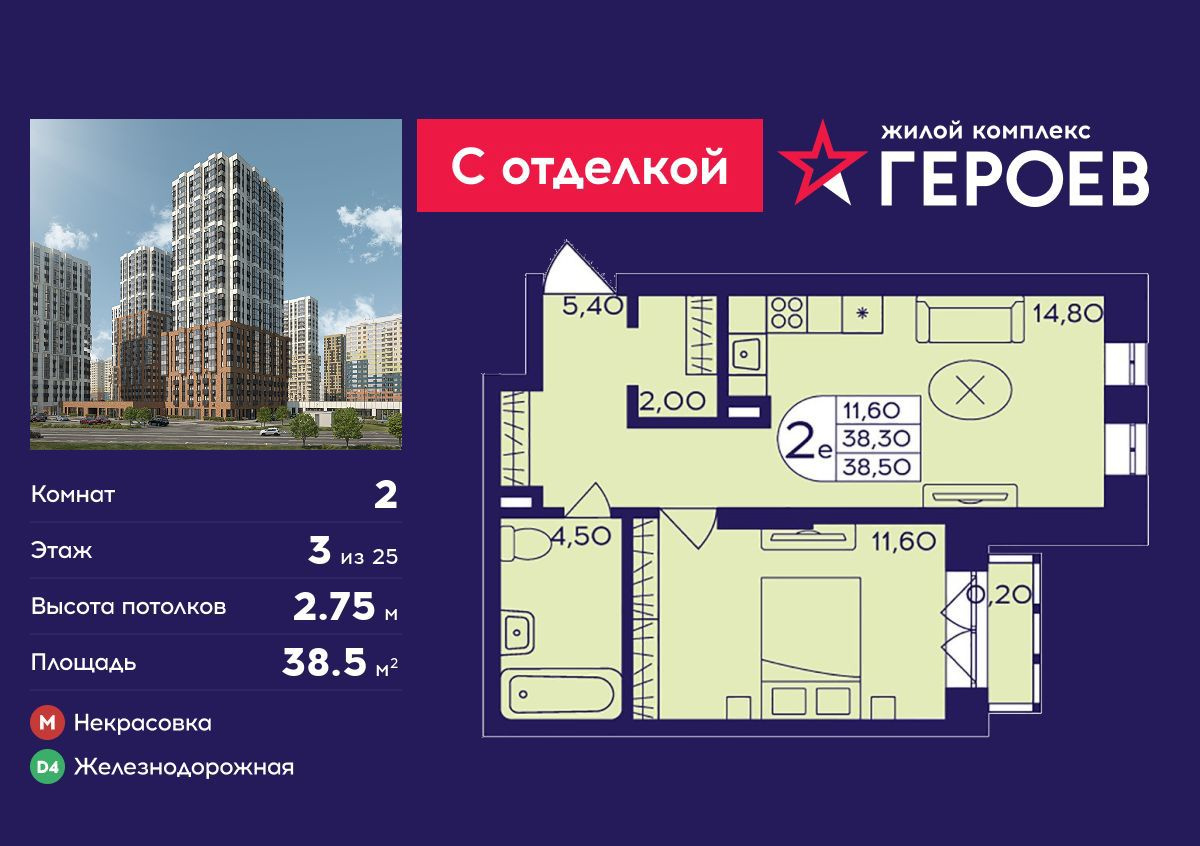 С отделкой
ЖИЛОЙ КОМПЛЕКС
ГЕРОЕВ
Комнат 2
Этаж 3 из 25
Высота потолков 2.75 м
Площадь 38.5 м²
М Некрасовка
D4 Железнодорожная
5,40
14,80
2,00
2е
11,60
38,30
38,50
4,50
11,60
0,20